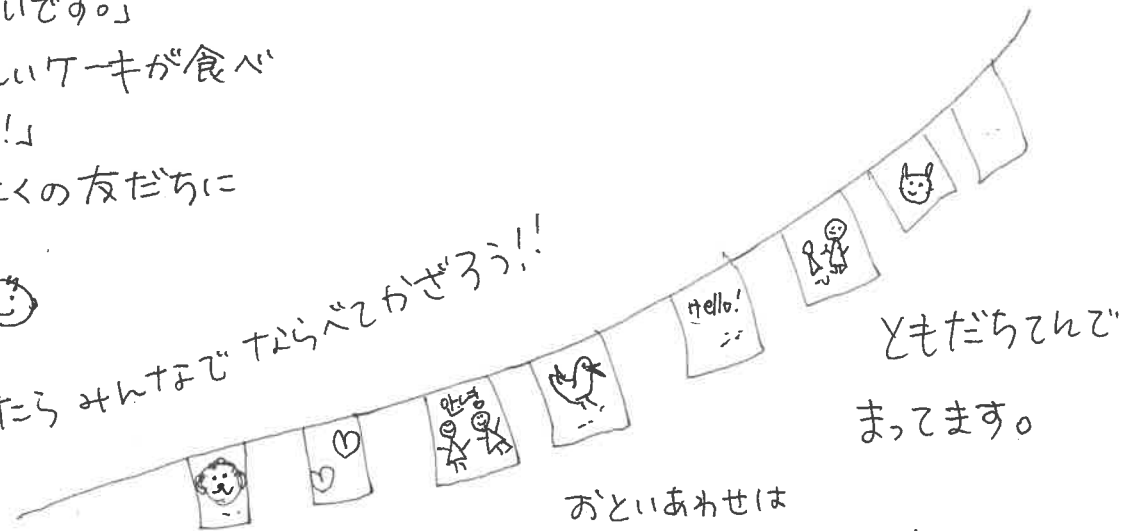 いです。」
しいケーキが食べ
!」
くの友だちに
たら みんなで ならべてかざろう!!
안녕
Hello!
ともだちてんで
まってます。
おといあわせは